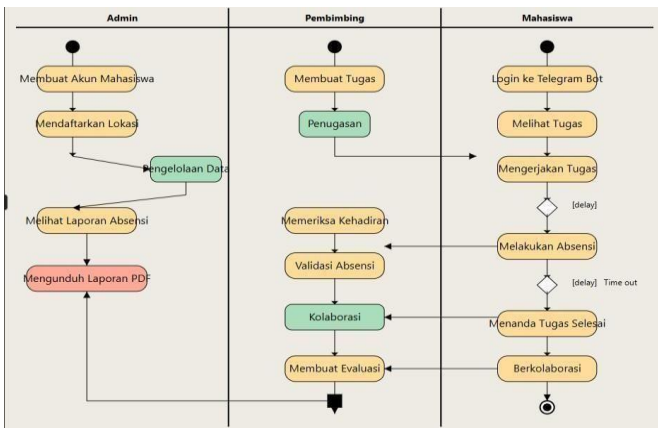 Admin
Pembimbing
Mahasiswa
Membuat Akun Mahasiswa
Membuat Tugas
Login ke Telegram Bot
Mendaftarkan Lokasi
Penugasan
Melihat Tugas
Pengelolaan Data
Mengerjakan Tugas
[delay]
Melihat Laporan Absensi
Memeriksa Kehadiran
Melakukan Absensi
Validasi Absensi
Mengunduh Laporan PDF
[delay] Time out
Kolaborasi
Menanda Tugas Selesai
Membuat Evaluasi
Berkolaborasi